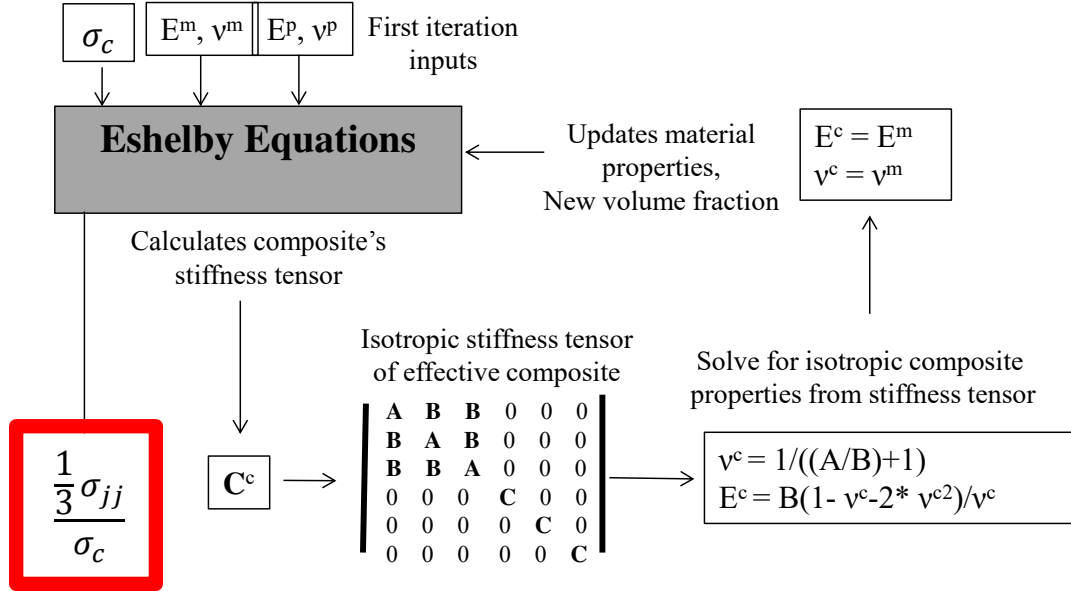 σc
Eᵐ, νᵐ
Eᵖ, νᵖ
First iteration
inputs
Eshelby Equations
Updates material
properties,
New volume fraction
Eᶜ = Eᵐ
νᶜ = νᵐ
Calculates composite’s
stiffness tensor
Isotropic stiffness tensor
of effective composite
Solve for isotropic composite
properties from stiffness tensor
1
3 σjj
σc
Cᶜ
A B B 0 0 0
B A B 0 0 0
B B A 0 0 0
0 0 0 C 0 0
0 0 0 0 C 0
0 0 0 0 0 C
νᶜ = 1/((A/B)+1)
Eᶜ = B(1- νᶜ-2* νᶜ²)/νᶜ